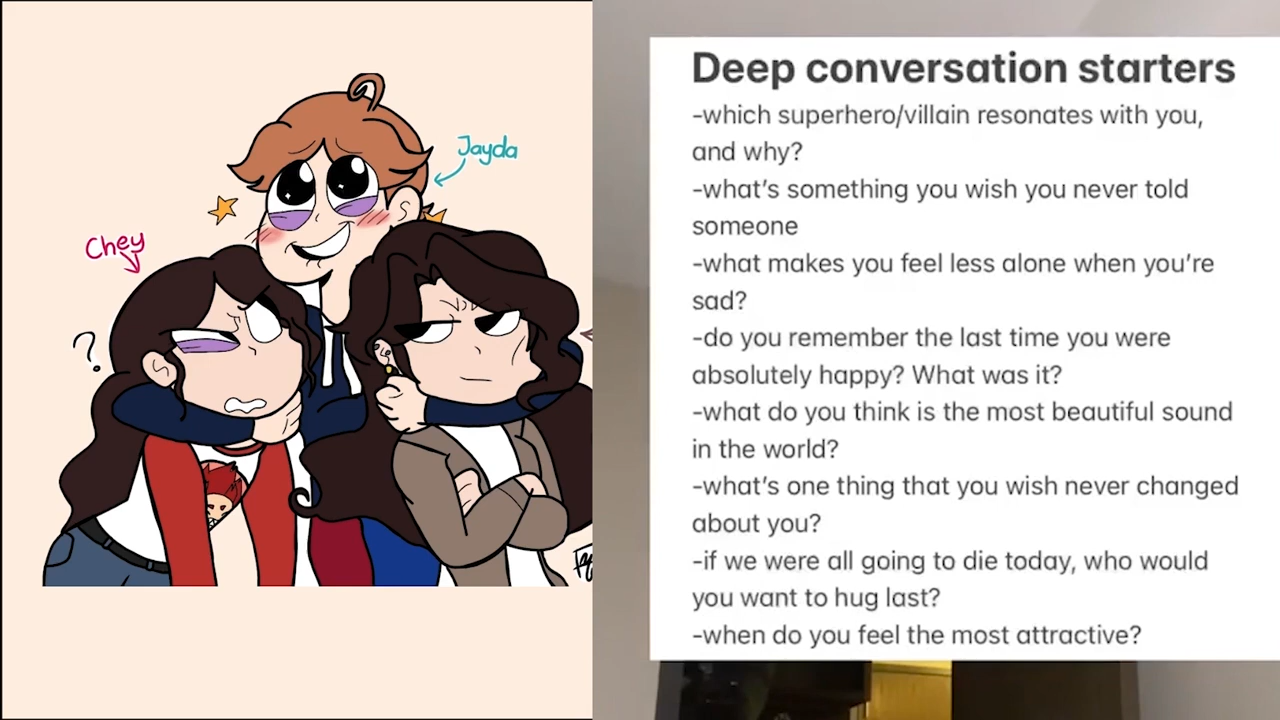 Jayda
Chey
?
Deep conversation starters
-which superhero/villain resonates with you,
and why?
-what's something you wish you never told
someone
-what makes you feel less alone when you're
sad?
-do you remember the last time you were
absolutely happy? What was it?
-what do you think is the most beautiful sound
in the world?
-what's one thing that you wish never changed
about you?
-if we were all going to die today, who would
you want to hug last?
-when do you feel the most attractive?